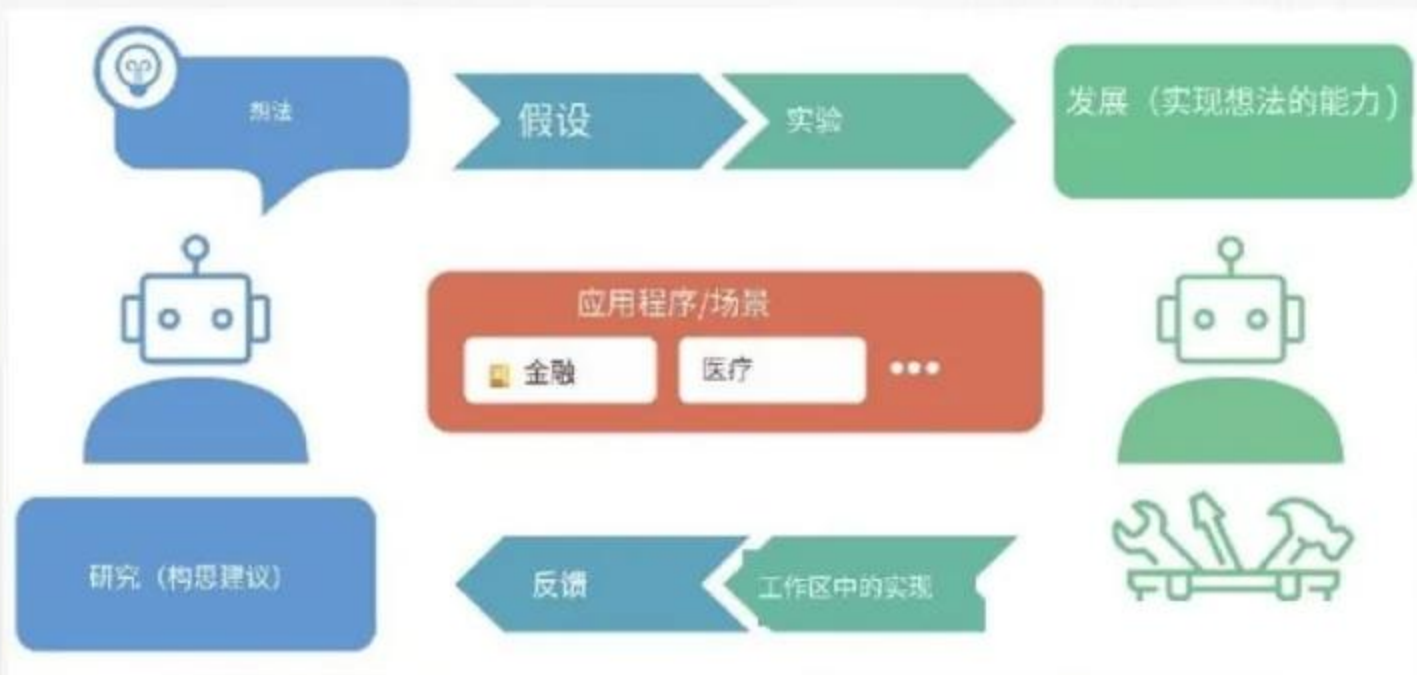 想法
假设
实验
发展（实现想法的能力）
应用程序/场景
金融
医疗
研究（构思建议）
反馈
工作区中的实现